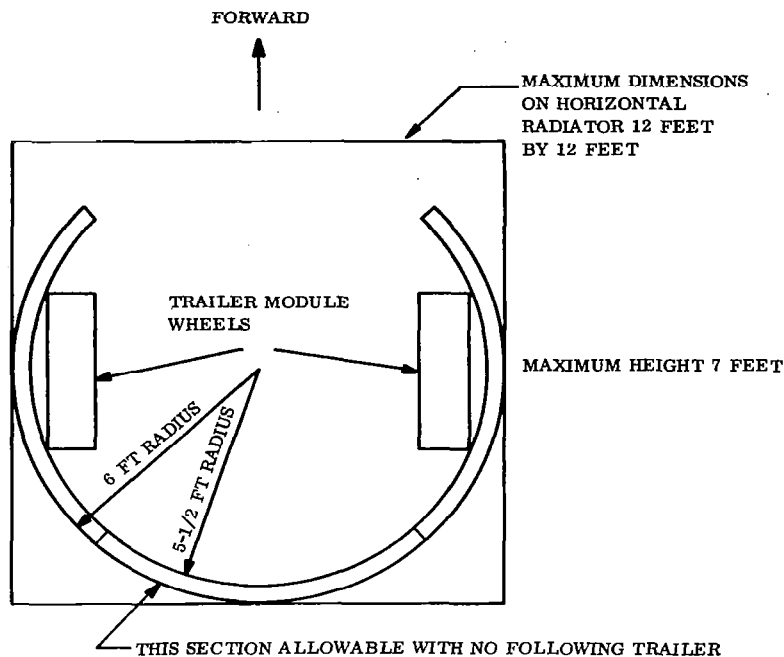 FORWARD
MAXIMUM DIMENSIONS
ON HORIZONTAL
RADIATOR 12 FEET
BY 12 FEET
TRAILER MODULE
WHEELS
MAXIMUM HEIGHT 7 FEET
6 FT RADIUS
5-1/2 FT RADIUS
THIS SECTION ALLOWABLE WITH NO FOLLOWING TRAILER